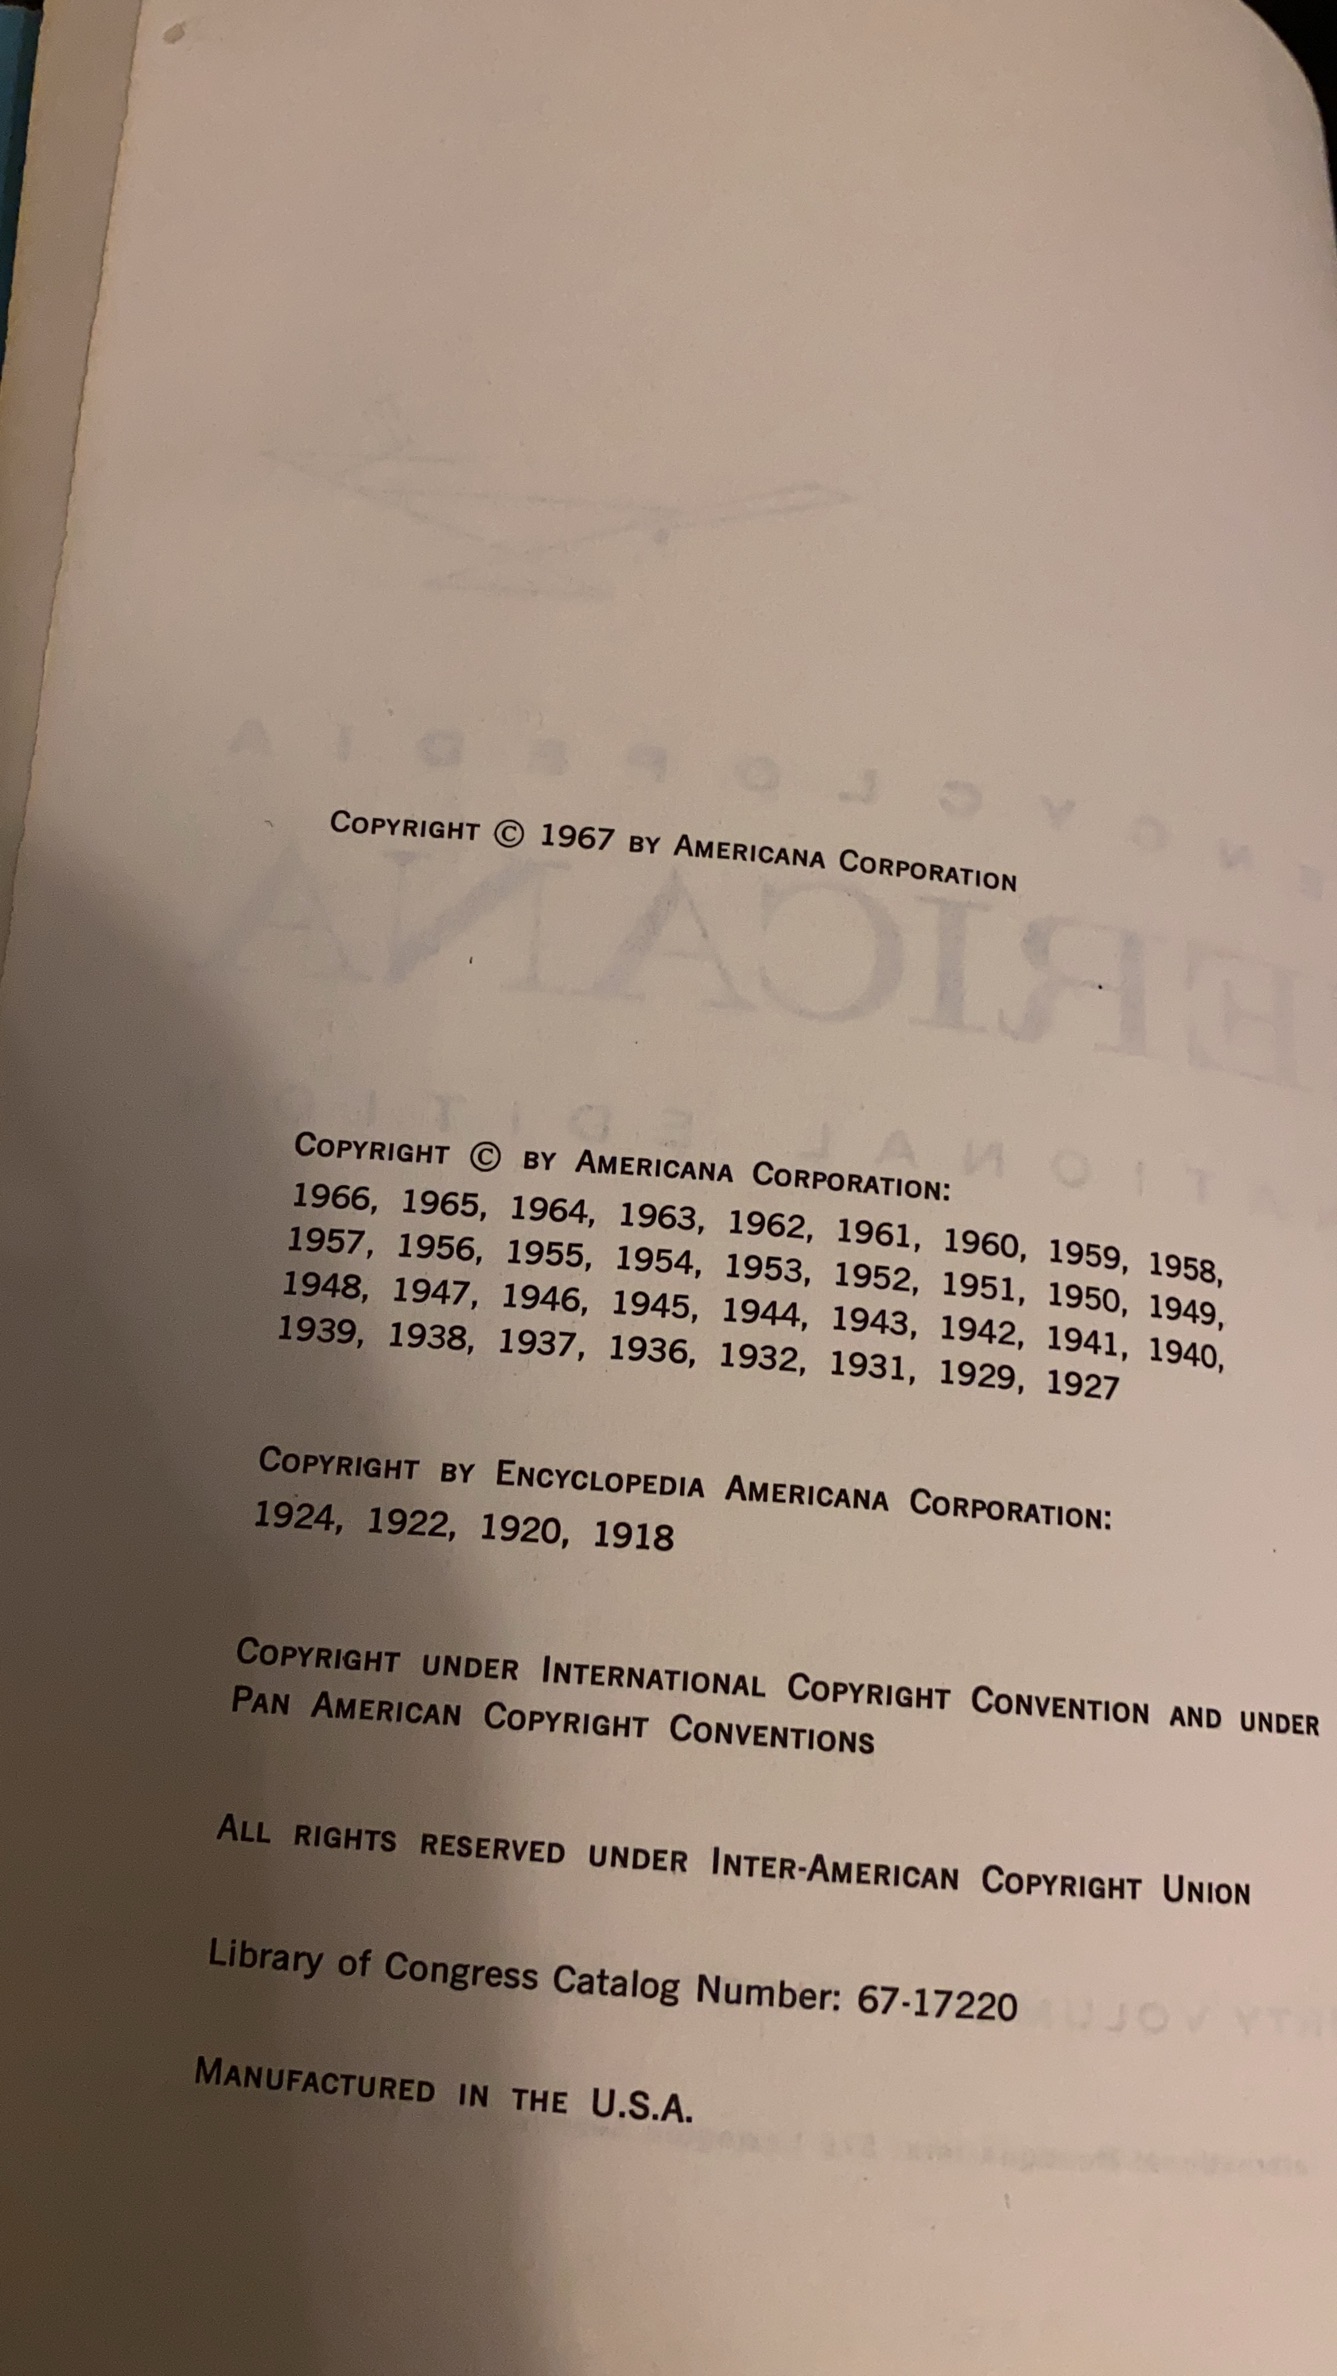 COPYRIGHT © 1967 BY AMERICANA CORPORATION
COPYRIGHT © BY AMERICANA CORPORATION:
1966, 1965, 1964, 1963, 1962, 1961, 1960, 1959, 1958,
1957, 1956, 1955, 1954, 1953, 1952, 1951, 1950, 1949,
1948, 1947, 1946, 1945, 1944, 1943, 1942, 1941, 1940,
1939, 1938, 1937, 1936, 1932, 1931, 1929, 1927
COPYRIGHT BY ENCYCLOPEDIA AMERICANA CORPORATION:
1924, 1922, 1920, 1918
COPYRIGHT UNDER INTERNATIONAL COPYRIGHT CONVENTION AND UNDER
PAN AMERICAN COPYRIGHT CONVENTIONS
ALL RIGHTS RESERVED UNDER INTER-AMERICAN COPYRIGHT UNION
Library of Congress Catalog Number: 67-17220
MANUFACTURED IN THE U.S.A.